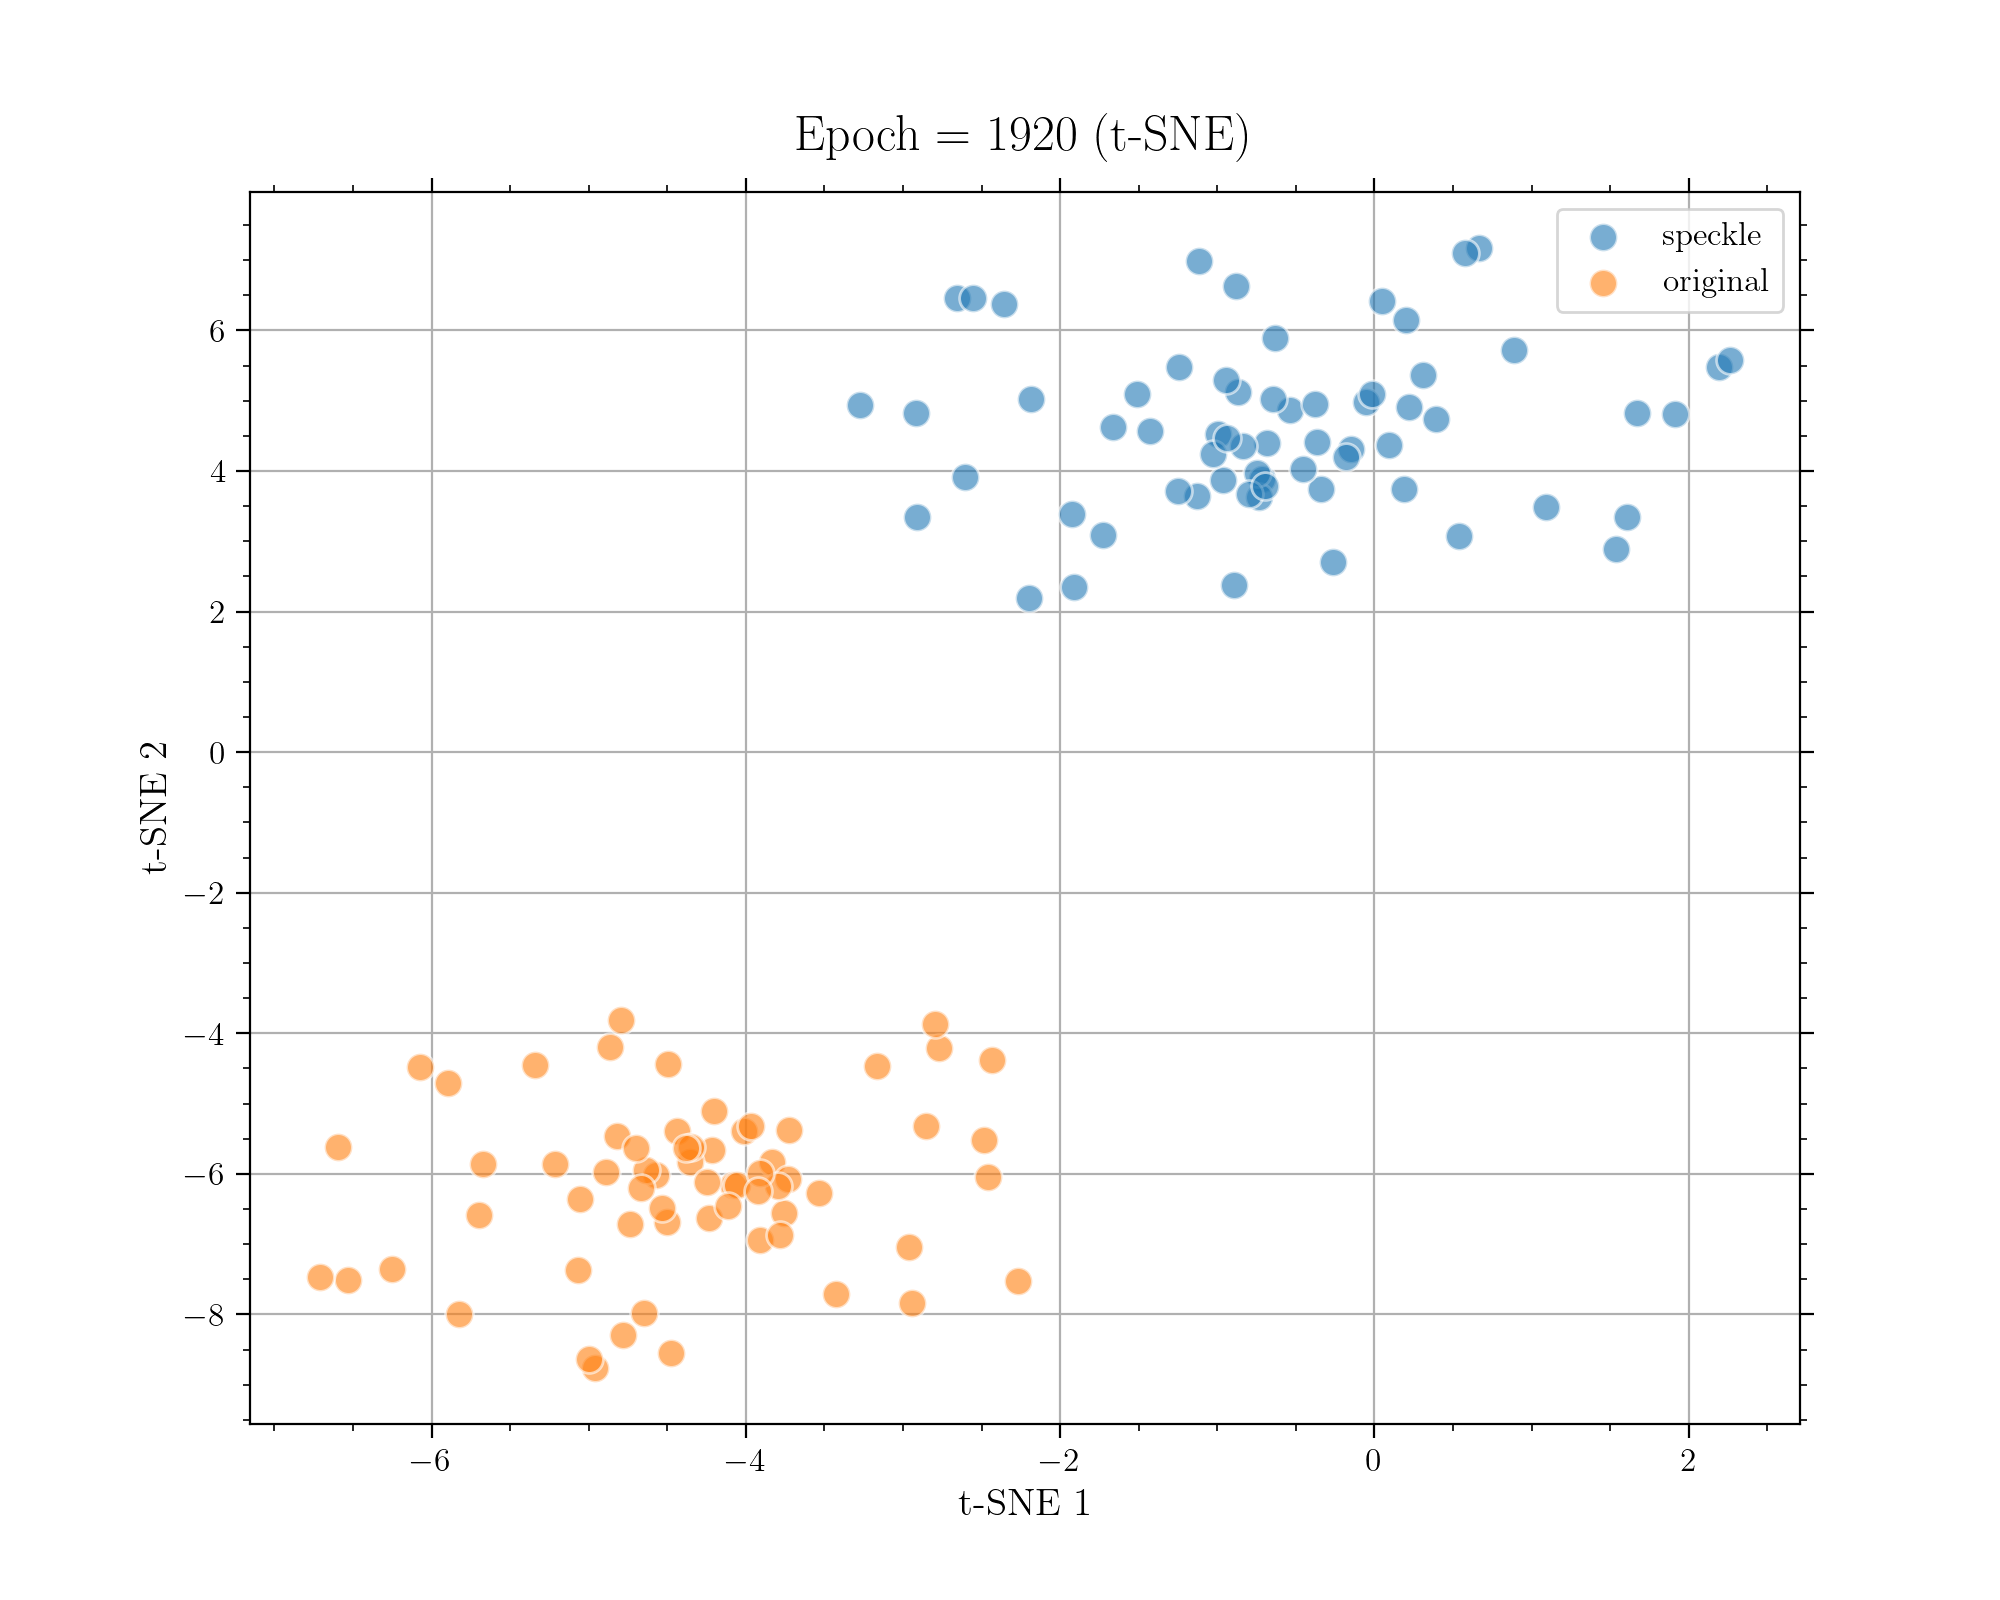 Epoch = 1920 (t-SNE)
speckle
original
6
4
2
0
−2
−4
−6
−8
t-SNE 2
−6 −4 −2 0 2
t-SNE 1